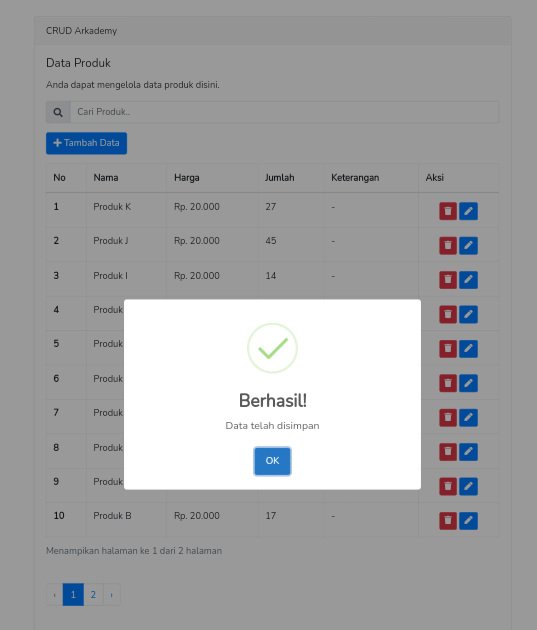 CRUD Arkademy
Data Produk
Anda dapat mengelola data produk disini.
Cari Produk..
+ Tambah Data
No Nama Harga Jumlah Keterangan Aksi
1 Produk K Rp. 20.000 27 -
2 Produk J Rp. 20.000 45 -
3 Produk I Rp. 20.000 14 -
4 Produk
5 Produk
6 Produk
7 Produk
8 Produk
9 Produk
Berhasil!
Data telah disimpan
OK
10 Produk B Rp. 20.000 17 -
Menampikan halaman ke 1 dari 2 halaman
‹ 1 2 ›